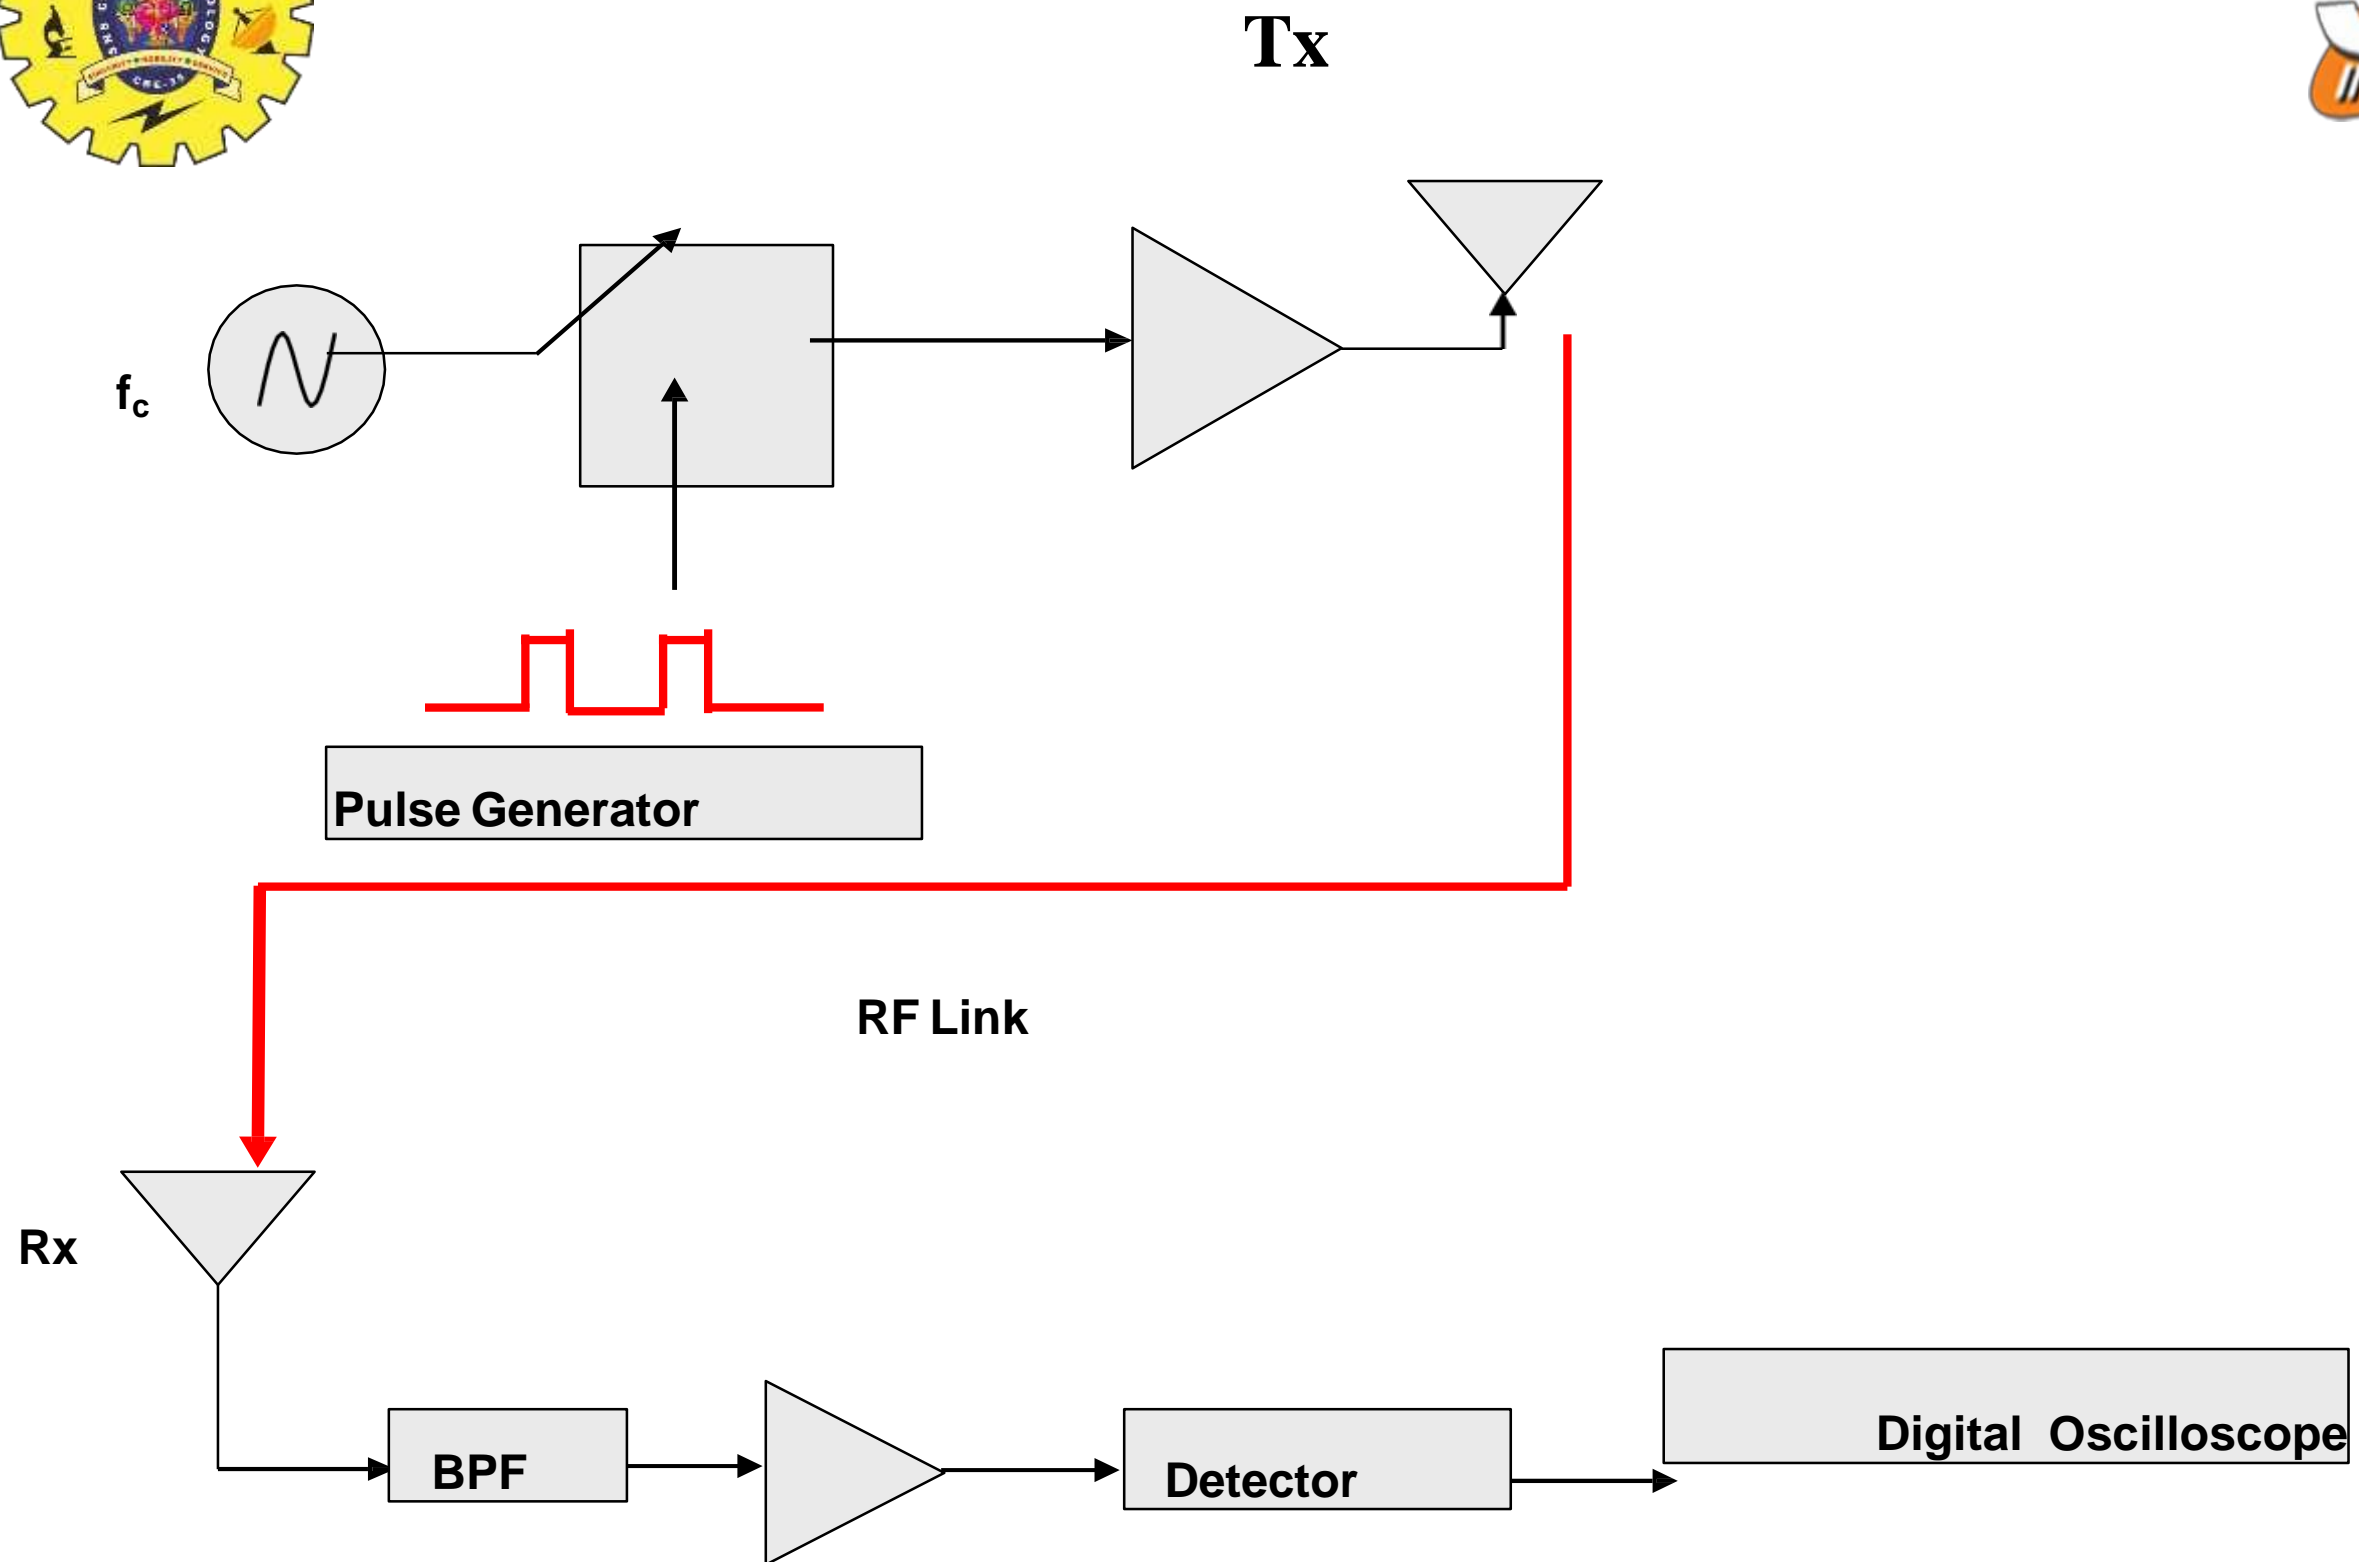 Tx
fc
Pulse Generator
RF Link
Rx
BPF
Detector
Digital Oscilloscope